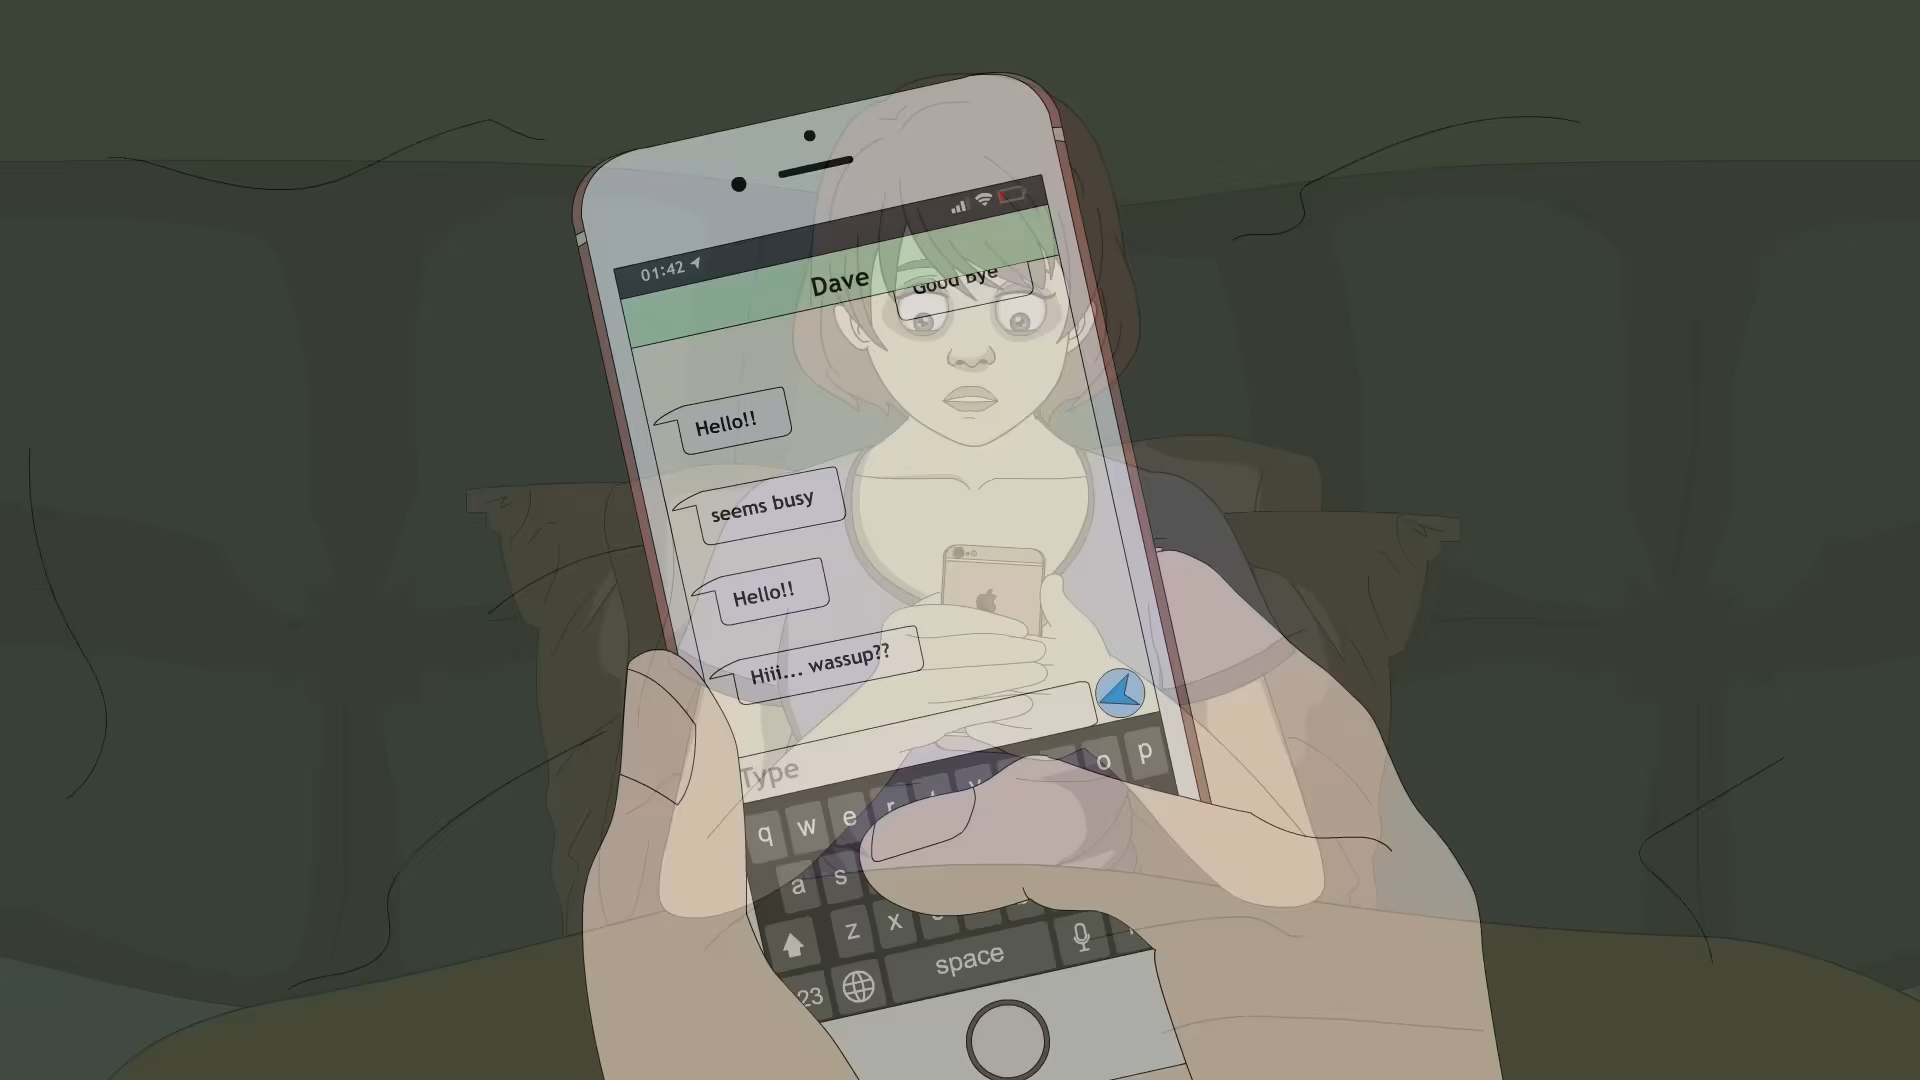 01:42
Dave
Good Bye
Hello!!
seems busy
Hello!!
Hiii... wassup??
Type
q w e r t y o p
a s
z x
23 space